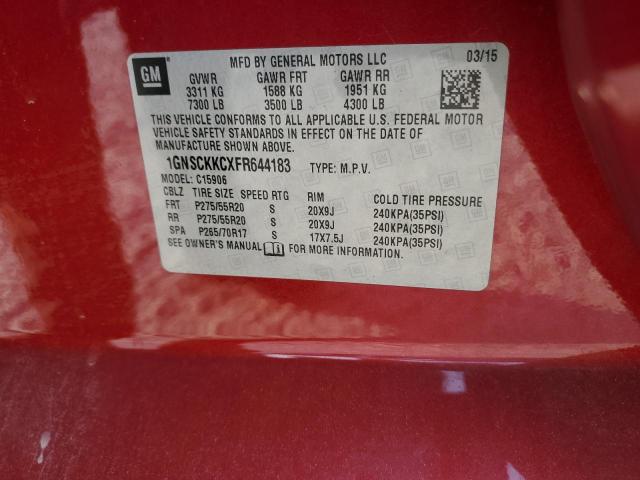 GM
MFD BY GENERAL MOTORS LLC 03/15
GVWR GAWR FRT GAWR RR
3311 KG 1588 KG 1951 KG
7300 LB 3500 LB 4300 LB
THIS VEHICLE CONFORMS TO ALL APPLICABLE U.S. FEDERAL MOTOR
VEHICLE SAFETY STANDARDS IN EFFECT ON THE DATE OF
MANUFACTURE SHOWN ABOVE.
1GNSCKKCXFR644183 TYPE: M.P.V.
MODEL: C15906
CBLZ TIRE SIZE SPEED RTG RIM COLD TIRE PRESSURE
FRT P275/55R20 S 20X9J 240KPA(35PSI)
RR P275/55R20 S 20X9J 240KPA(35PSI)
SPA P265/70R17 S 17X7.5J 240KPA(35PSI)
SEE OWNER'S MANUAL FOR MORE INFORMATION.